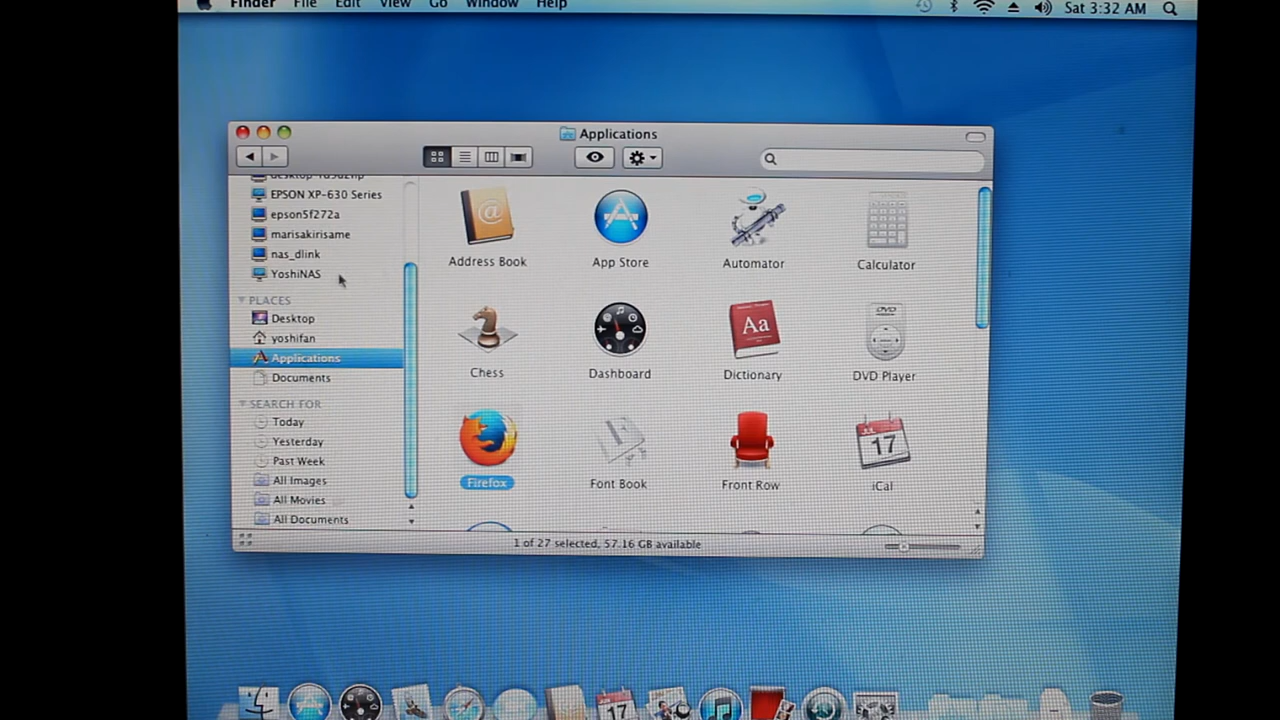 Finder File Edit View Go Window Help Sat 3:32 AM
Applications
EPSON XP-630 Series
epson5f272a
marisakirisame
nas_dlink
YoshiNAS
PLACES
Desktop
yoshifan
Applications
Documents
SEARCH FOR
Today
Yesterday
Past Week
All Images
All Movies
All Documents
Address Book
App Store
Automator
Calculator
Chess
Dashboard
Aa
Dictionary
DVD
DVD Player
Firefox
Font Book
Front Row
JUL
17
iCal
1 of 27 selected, 57.16 GB available
17